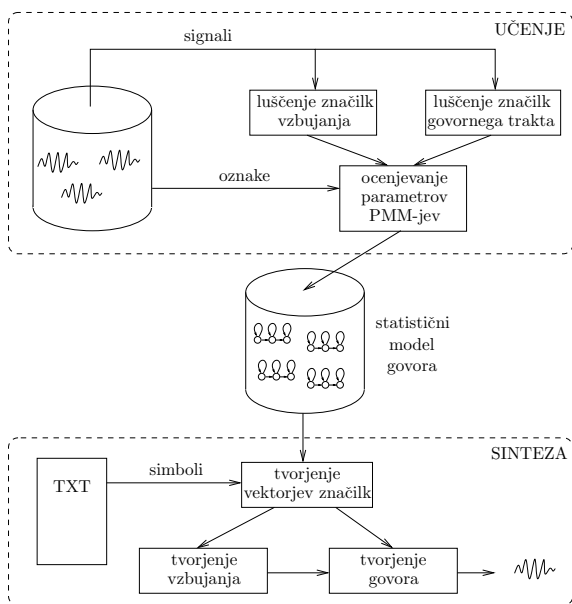 UČENJE
signali
luščenje značilk
vzbujanja
luščenje značilk
govornega trakta
oznake
ocenjevanje
parametrov
PMM-jev
statistični
model
govora
SINTEZA
TXT
simboli
tvorjenje
vektorjev značilk
tvorjenje
vzbujanja
tvorjenje
govora